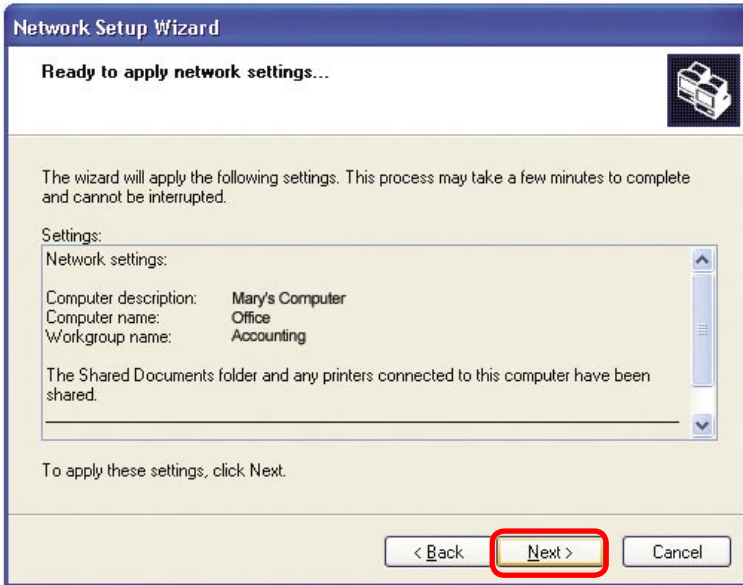 Network Setup Wizard
Ready to apply network settings...
The wizard will apply the following settings. This process may take a few minutes to complete
and cannot be interrupted.
Settings:
Network settings:
Computer description: Mary's Computer
Computer name: Office
Workgroup name: Accounting
The Shared Documents folder and any printers connected to this computer have been
shared.
To apply these settings, click Next.
< Back Next > Cancel